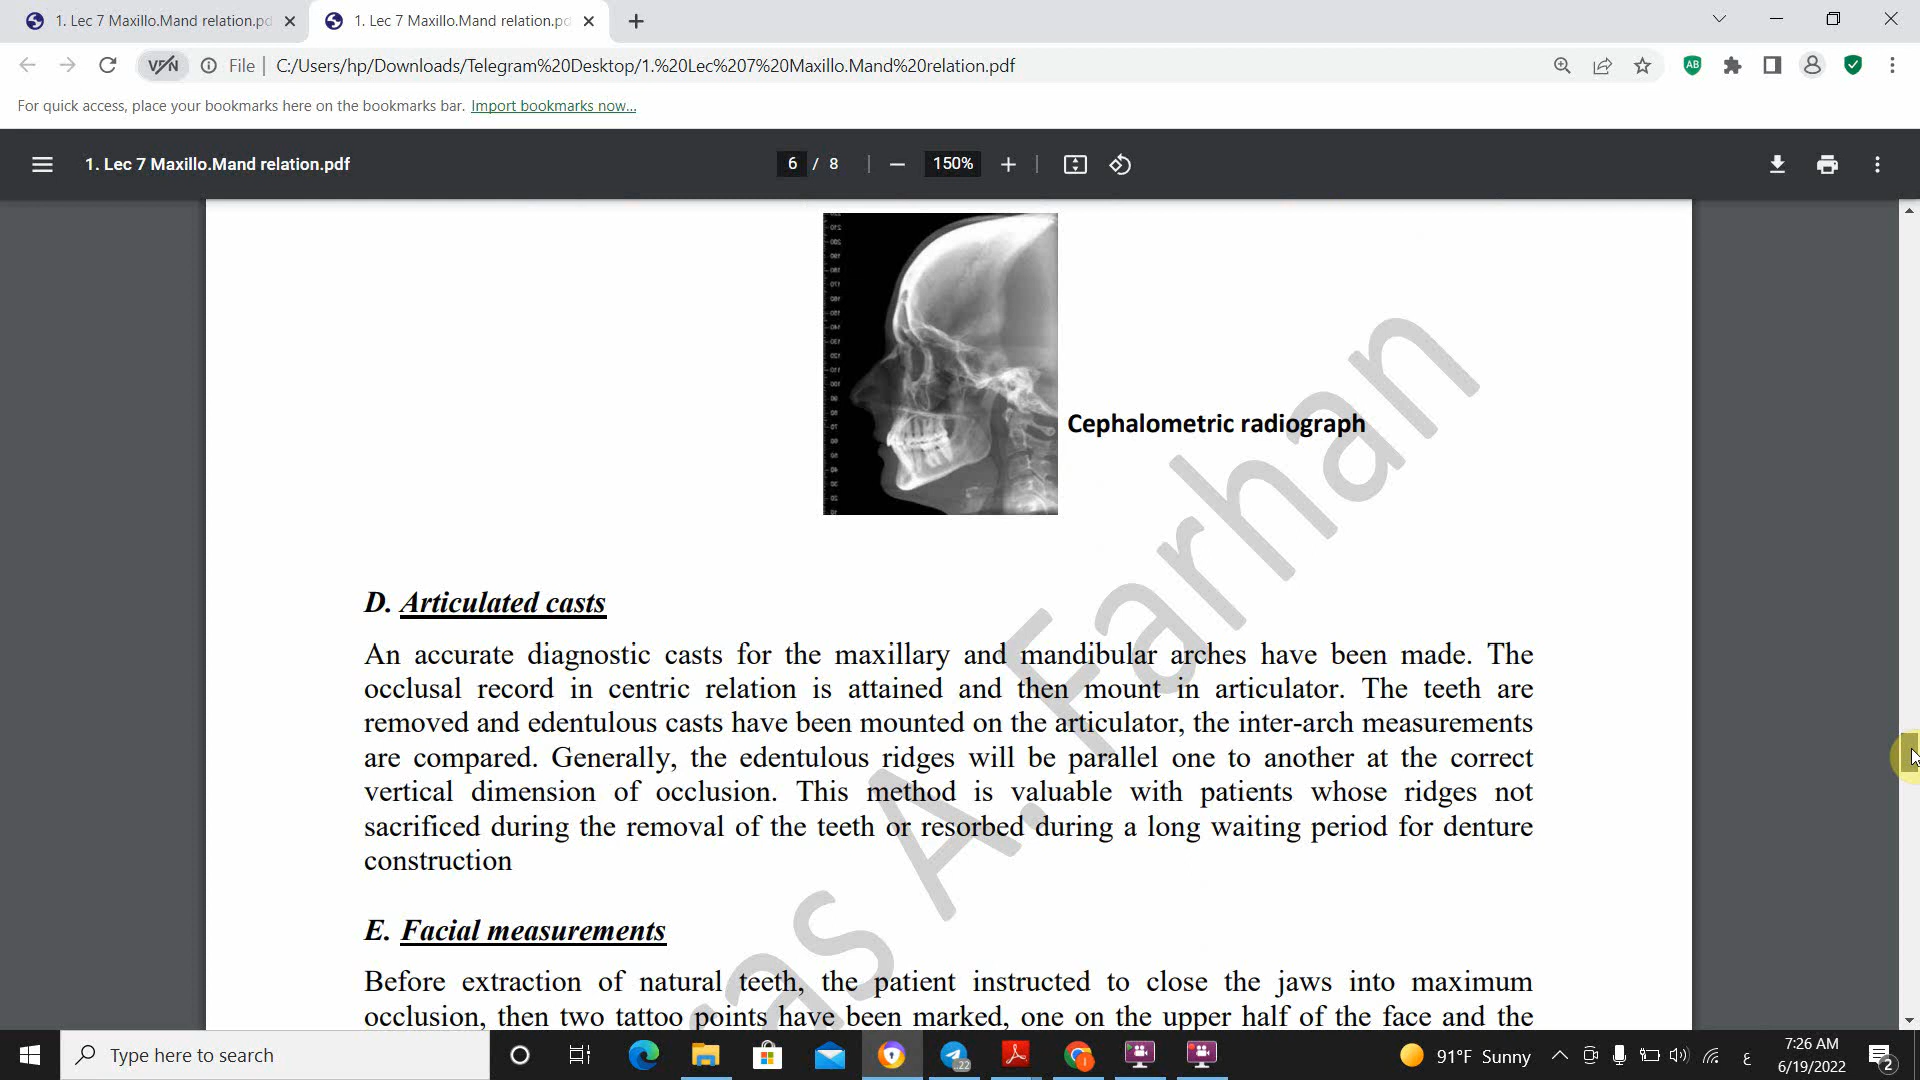 1. Lec 7 Maxillo.Mand relation.pd
1. Lec 7 Maxillo.Mand relation.pd
VPN
File
C:/Users/hp/Downloads/Telegram%20Desktop/1.%20Lec%207%20Maxillo.Mand%20relation.pdf
AB
For quick access, place your bookmarks here on the bookmarks bar. Import bookmarks now...
1. Lec 7 Maxillo.Mand relation.pdf
6 / 8
150%
Cephalometric radiograph
D. Articulated casts
An accurate diagnostic casts for the maxillary and mandibular arches have been made. The
occlusal record in centric relation is attained and then mount in articulator. The teeth are
removed and edentulous casts have been mounted on the articulator, the inter-arch measurements
are compared. Generally, the edentulous ridges will be parallel one to another at the correct
vertical dimension of occlusion. This method is valuable with patients whose ridges not
sacrificed during the removal of the teeth or resorbed during a long waiting period for denture
construction
E. Facial measurements
Before extraction of natural teeth, the patient instructed to close the jaws into maximum
occlusion, then two tattoo points have been marked, one on the upper half of the face and the
as A. Farhan
Type here to search
22
91°F Sunny
ع
7:26 AM
6/19/2022
2